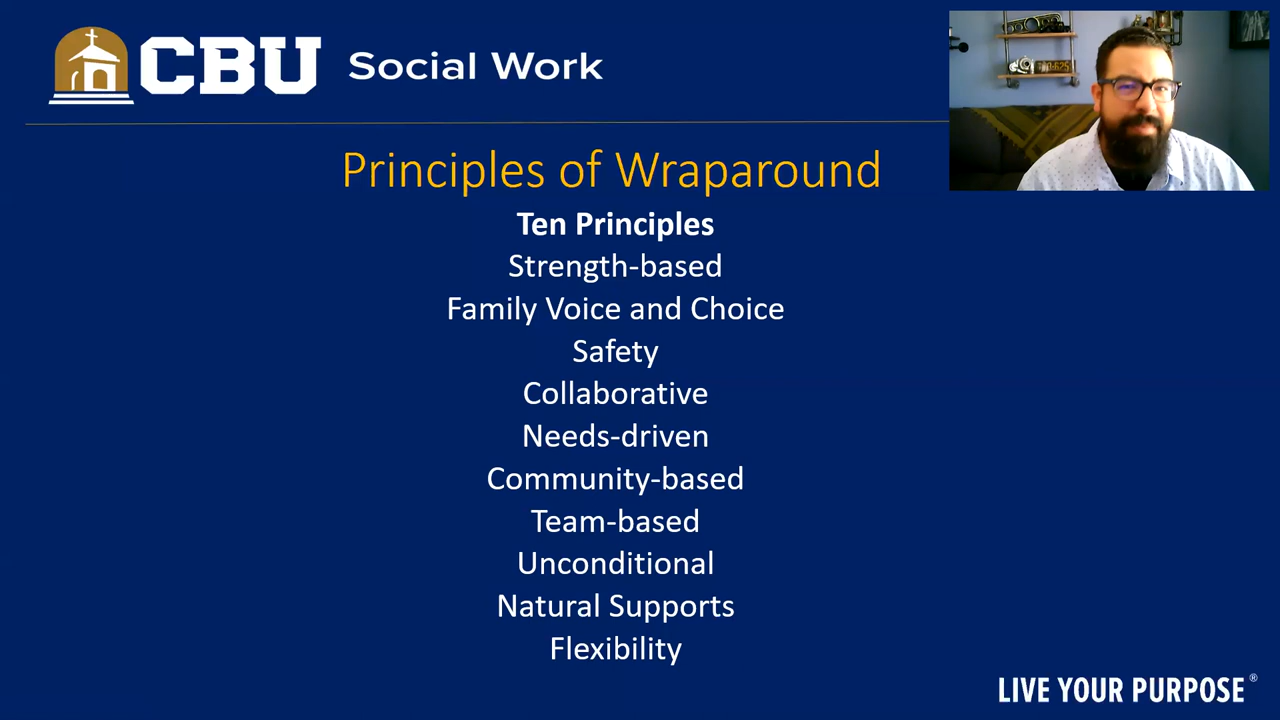 CBU Social Work
Principles of Wraparound
Ten Principles
Strength-based
Family Voice and Choice
Safety
Collaborative
Needs-driven
Community-based
Team-based
Unconditional
Natural Supports
Flexibility
LIVE YOUR PURPOSE®